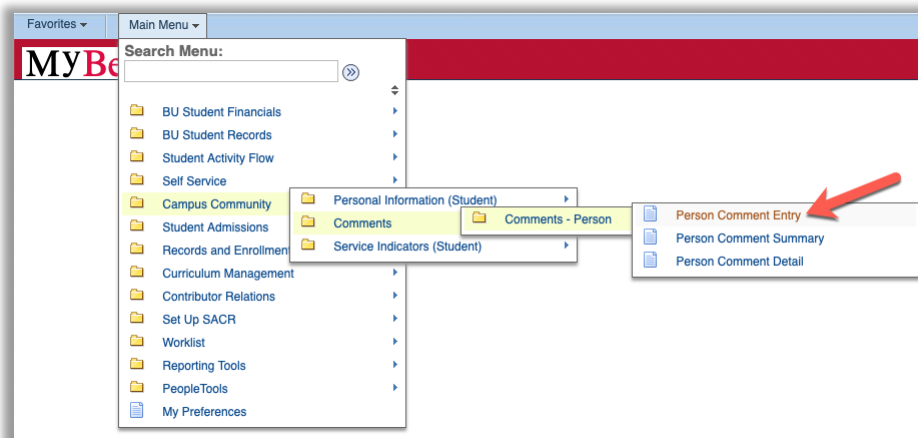 Favorites Main Menu
MyBe
Search Menu:
BU Student Financials
BU Student Records
Student Activity Flow
Self Service
Campus Community
Student Admissions
Records and Enrollment
Curriculum Management
Contributor Relations
Set Up SACR
Worklist
Reporting Tools
PeopleTools
My Preferences
Personal Information (Student)
Comments
Service Indicators (Student)
Comments - Person
Person Comment Entry
Person Comment Summary
Person Comment Detail